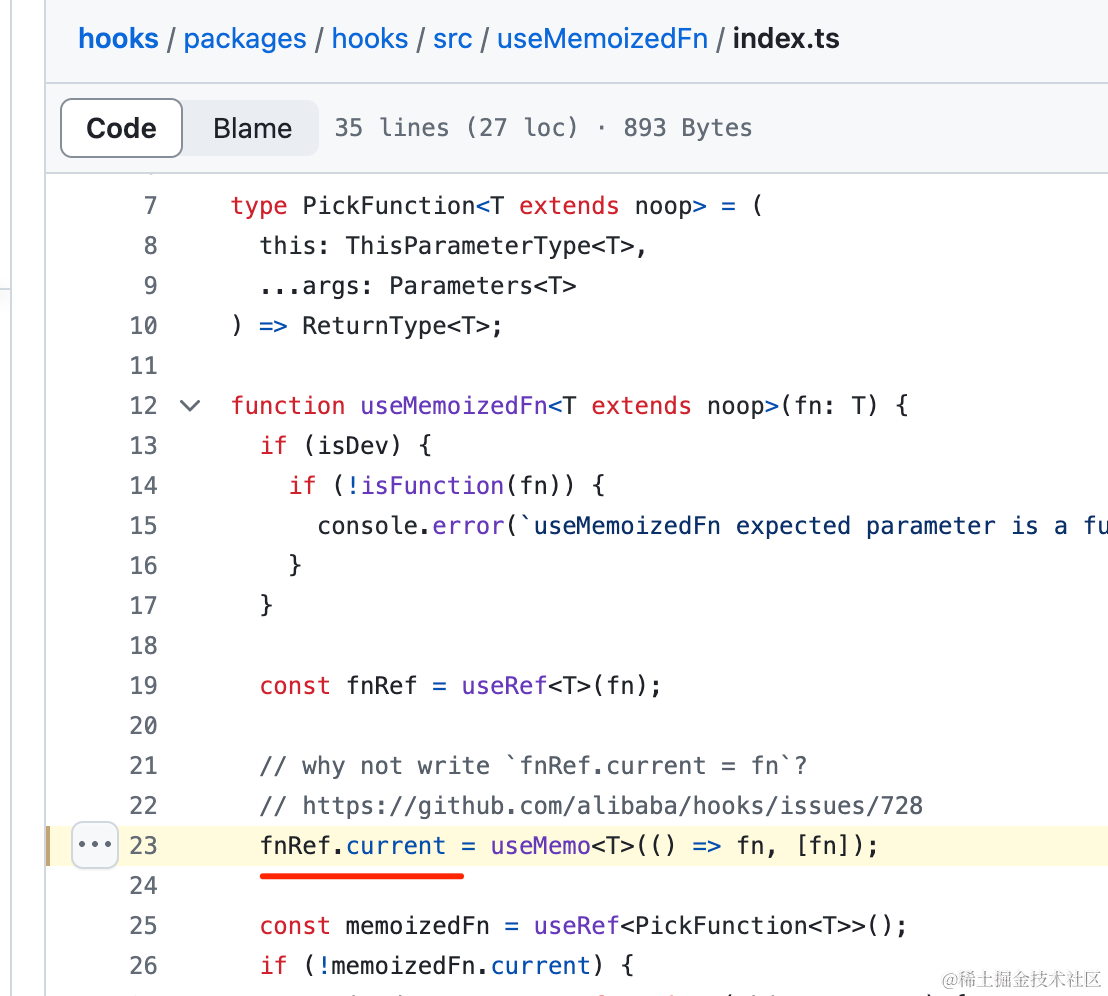 hooks / packages / hooks / src / useMemoizedFn / index.ts
Code Blame 35 lines (27 loc) · 893 Bytes
7 type PickFunction<T extends noop> = (
8 this: ThisParameterType<T>,
9 ...args: Parameters<T>
10 ) => ReturnType<T>;
11
12 function useMemoizedFn<T extends noop>(fn: T) {
13 if (isDev) {
14 if (!isFunction(fn)) {
15 console.error(`useMemoizedFn expected parameter is a fu
16 }
17 }
18
19 const fnRef = useRef<T>(fn);
20
21 // why not write `fnRef.current = fn`?
22 // https://github.com/alibaba/hooks/issues/728
23 fnRef.current = useMemo<T>(() => fn, [fn]);
24
25 const memoizedFn = useRef<PickFunction<T>>();
26 if (!memoizedFn.current) {
@稀土掘金技术社区